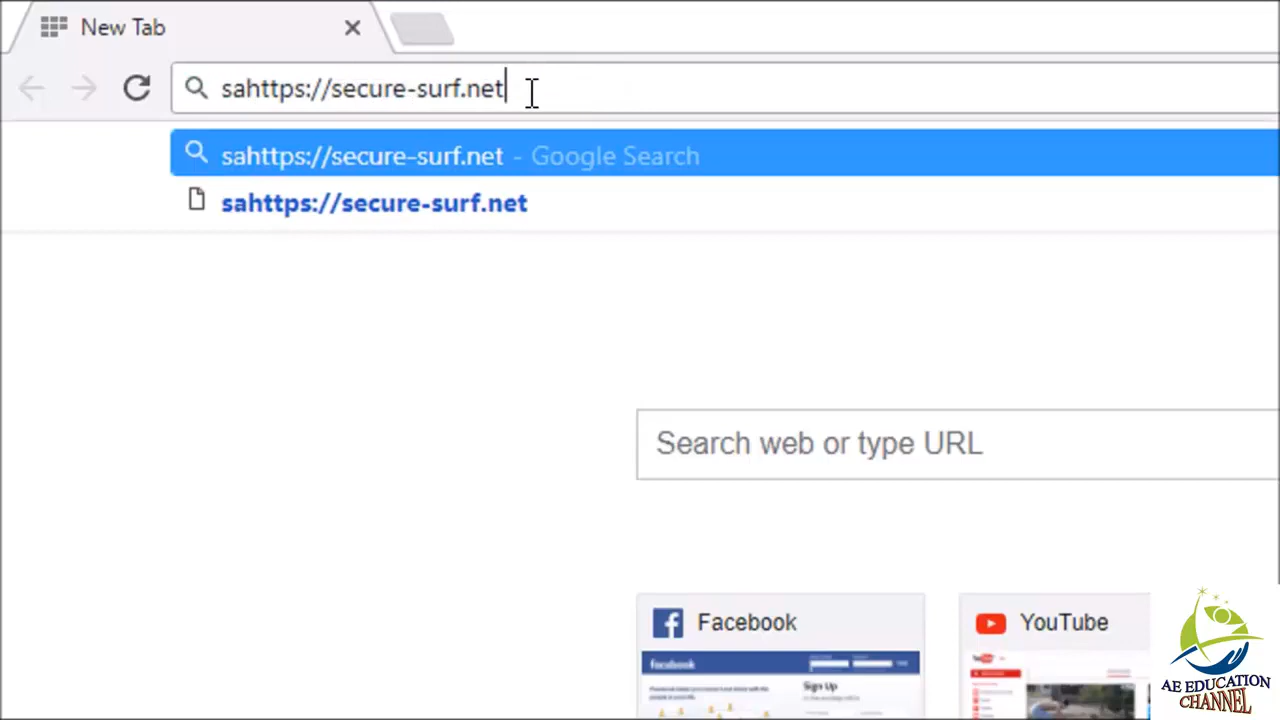 New Tab
sahttps://secure-surf.net
sahttps://secure-surf.net - Google Search
sahttps://secure-surf.net
Search web or type URL
Facebook
YouTube
facebook
Sign Up
AE EDUCATION
CHANNEL